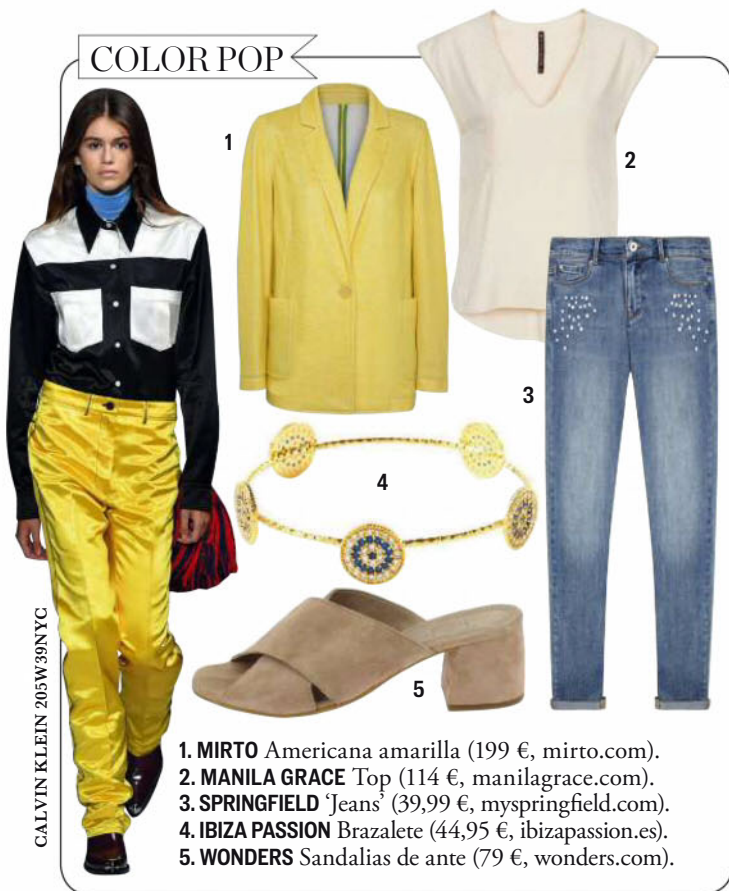 COLOR POP
1
2
3
4
5
CALVIN KLEIN 205W39NYC
1. MIRTO Americana amarilla (199 €, mirto.com).
2. MANILA GRACE Top (114 €, manilagrace.com).
3. SPRINGFIELD ‘Jeans’ (39,99 €, myspringfield.com).
4. IBIZA PASSION Brazalete (44,95 €, ibizapassion.es).
5. WONDERS Sandalias de ante (79 €, wonders.com).